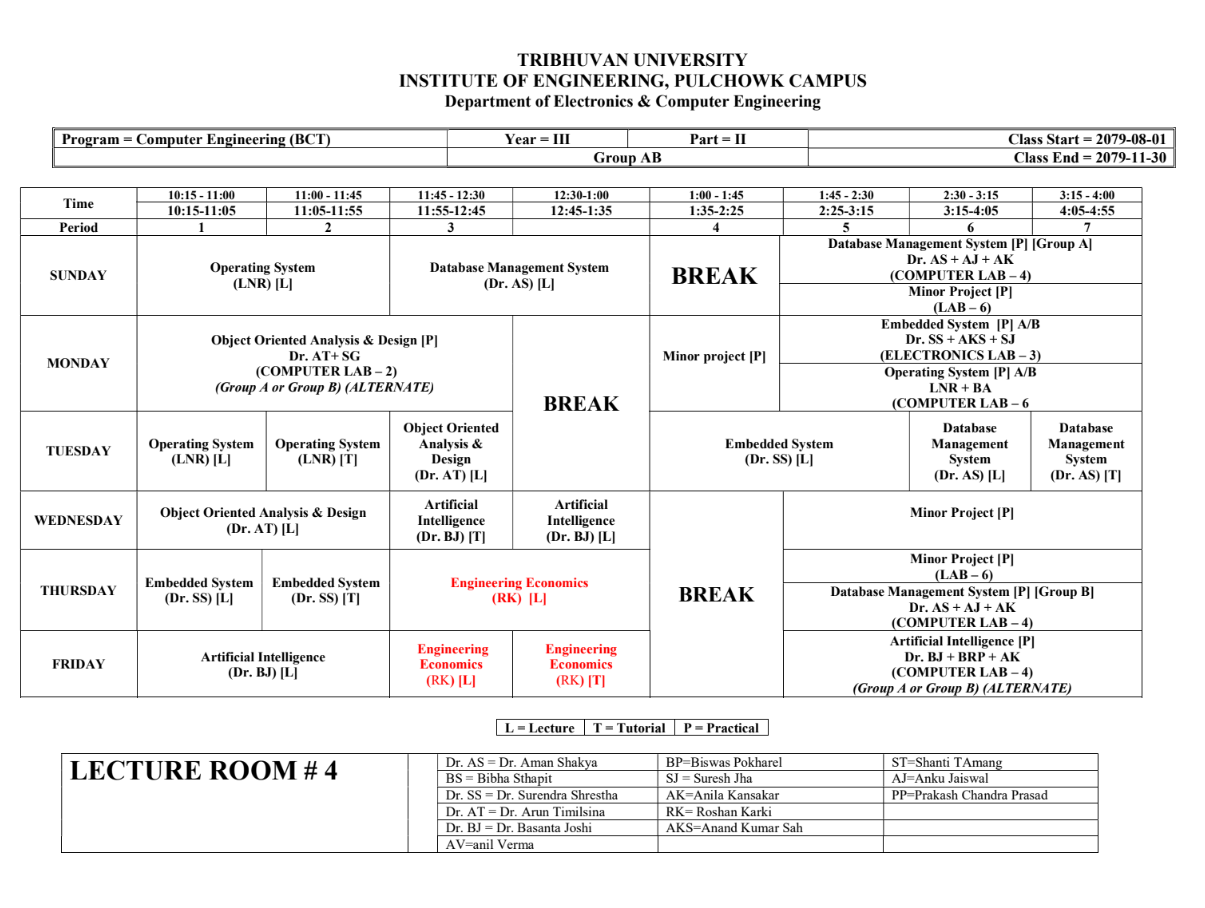 TRIBHUVAN UNIVERSITY
INSTITUTE OF ENGINEERING, PULCHOWK CAMPUS
Department of Electronics & Computer Engineering
Program = Computer Engineering (BCT) Year = III Part = II Class Start = 2079-08-01
Group AB Class End = 2079-11-30
Time 10:15 - 11:00 11:00 - 11:45 11:45 - 12:30 12:30-1:00 1:00 - 1:45 1:45 - 2:30 2:30 - 3:15 3:15 - 4:00
10:15-11:05 11:05-11:55 11:55-12:45 12:45-1:35 1:35-2:25 2:25-3:15 3:15-4:05 4:05-4:55
Period 1 2 3 4 5 6 7
SUNDAY
Operating System
(LNR) [L]
Database Management System
(Dr. AS) [L]
BREAK
Database Management System [P] [Group A]
Dr. AS + AJ + AK
(COMPUTER LAB – 4)
Minor Project [P]
(LAB – 6)
MONDAY
Object Oriented Analysis & Design [P]
Dr. AT+ SG
(COMPUTER LAB – 2)
(Group A or Group B) (ALTERNATE)
BREAK
Minor project [P]
Embedded System [P] A/B
Dr. SS + AKS + SJ
(ELECTRONICS LAB – 3)
Operating System [P] A/B
LNR + BA
(COMPUTER LAB – 6
TUESDAY
Operating System
(LNR) [L]
Operating System
(LNR) [T]
Object Oriented
Analysis &
Design
(Dr. AT) [L]
Embedded System
(Dr. SS) [L]
Database
Management
System
(Dr. AS) [L]
Database
Management
System
(Dr. AS) [T]
WEDNESDAY
Object Oriented Analysis & Design
(Dr. AT) [L]
Artificial
Intelligence
(Dr. BJ) [T]
Artificial
Intelligence
(Dr. BJ) [L]
BREAK
Minor Project [P]
THURSDAY
Embedded System
(Dr. SS) [L]
Embedded System
(Dr. SS) [T]
Engineering Economics
(RK) [L]
Minor Project [P]
(LAB – 6)
Database Management System [P] [Group B]
Dr. AS + AJ + AK
(COMPUTER LAB – 4)
FRIDAY
Artificial Intelligence
(Dr. BJ) [L]
Engineering
Economics
(RK) [L]
Engineering
Economics
(RK) [T]
Artificial Intelligence [P]
Dr. BJ + BRP + AK
(COMPUTER LAB – 4)
(Group A or Group B) (ALTERNATE)
L = Lecture T = Tutorial P = Practical
LECTURE ROOM # 4
Dr. AS = Dr. Aman Shakya BP=Biswas Pokharel ST=Shanti TAmang
BS = Bibha Sthapit SJ = Suresh Jha AJ=Anku Jaiswal
Dr. SS = Dr. Surendra Shrestha AK=Anila Kansakar PP=Prakash Chandra Prasad
Dr. AT = Dr. Arun Timilsina RK= Roshan Karki
Dr. BJ = Dr. Basanta Joshi AKS=Anand Kumar Sah
AV=anil Verma